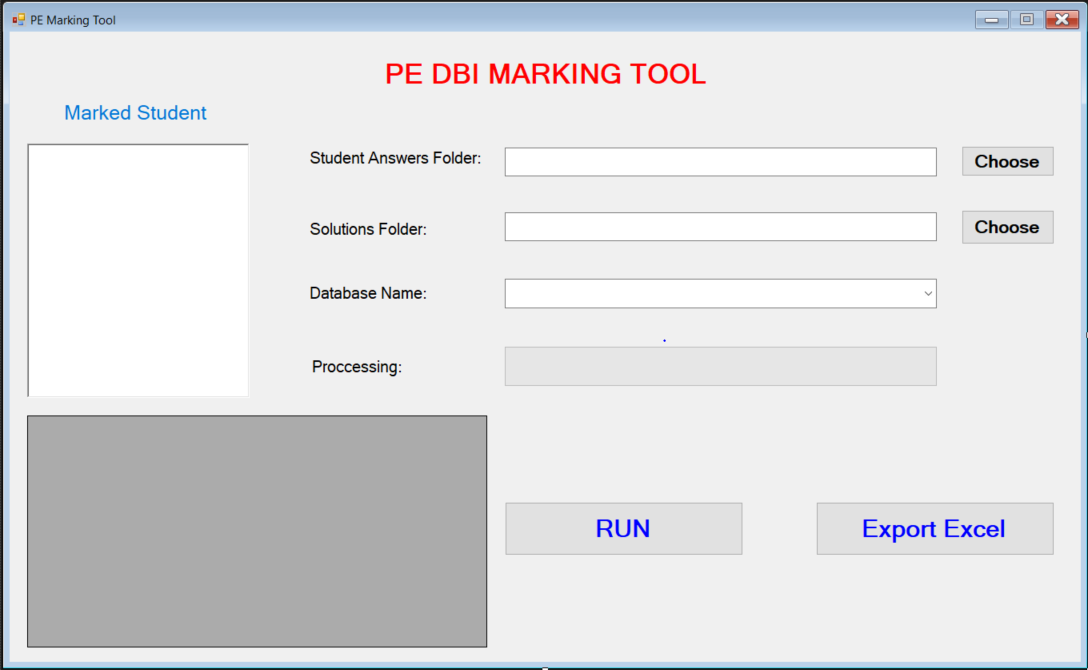 PE Marking Tool
PE DBI MARKING TOOL
Marked Student
Student Answers Folder:
Choose
Solutions Folder:
Choose
Database Name:
Proccessing:
RUN
Export Excel